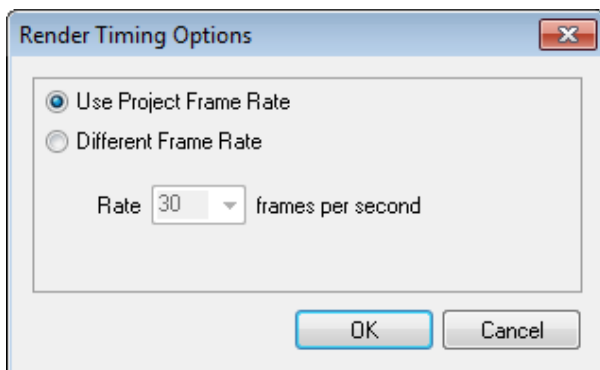 Render Timing Options
Use Project Frame Rate
Different Frame Rate
Rate 30 frames per second
OK Cancel